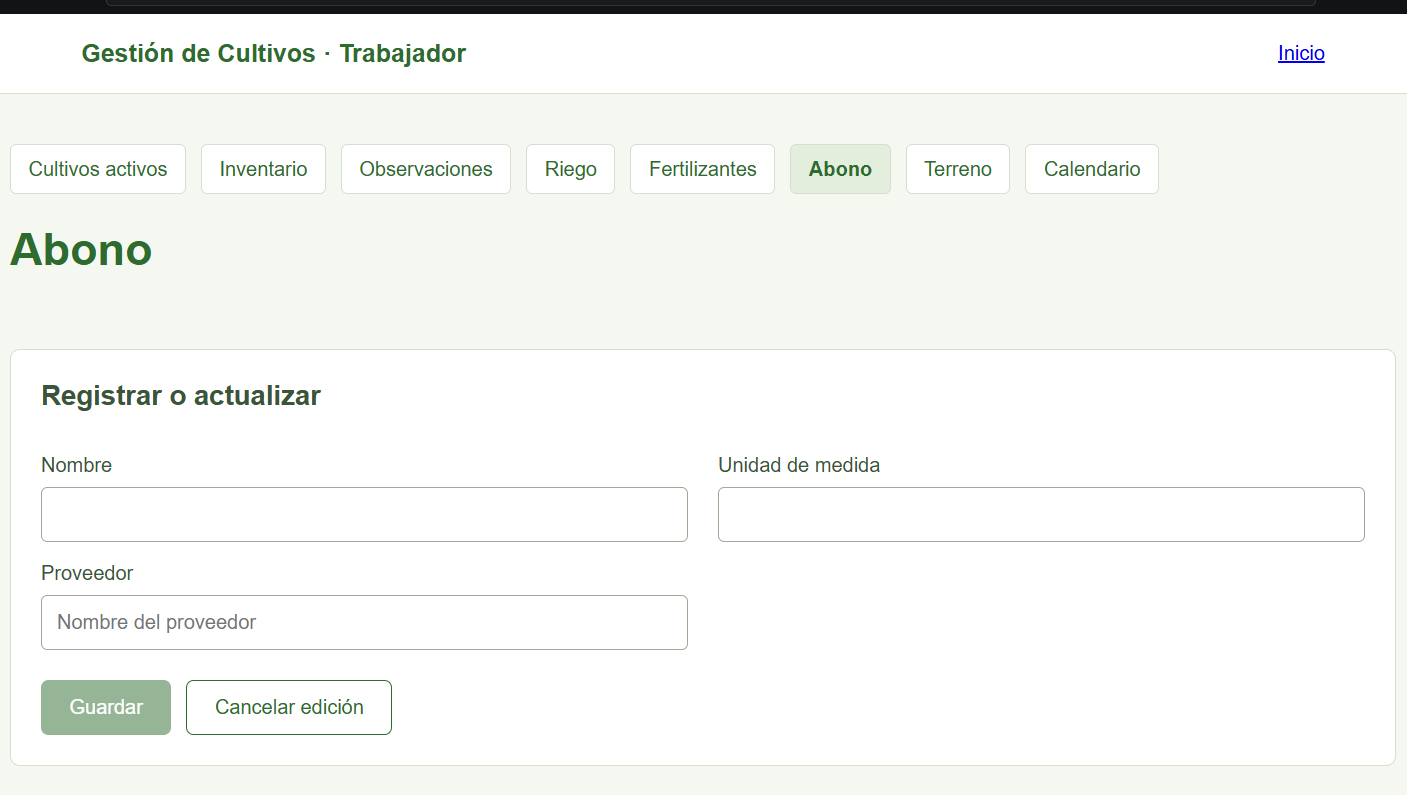 Gestión de Cultivos · Trabajador Inicio
Cultivos activos Inventario Observaciones Riego Fertilizantes Abono Terreno Calendario
Abono
Registrar o actualizar
Nombre Unidad de medida
Proveedor
Nombre del proveedor
Guardar Cancelar edición